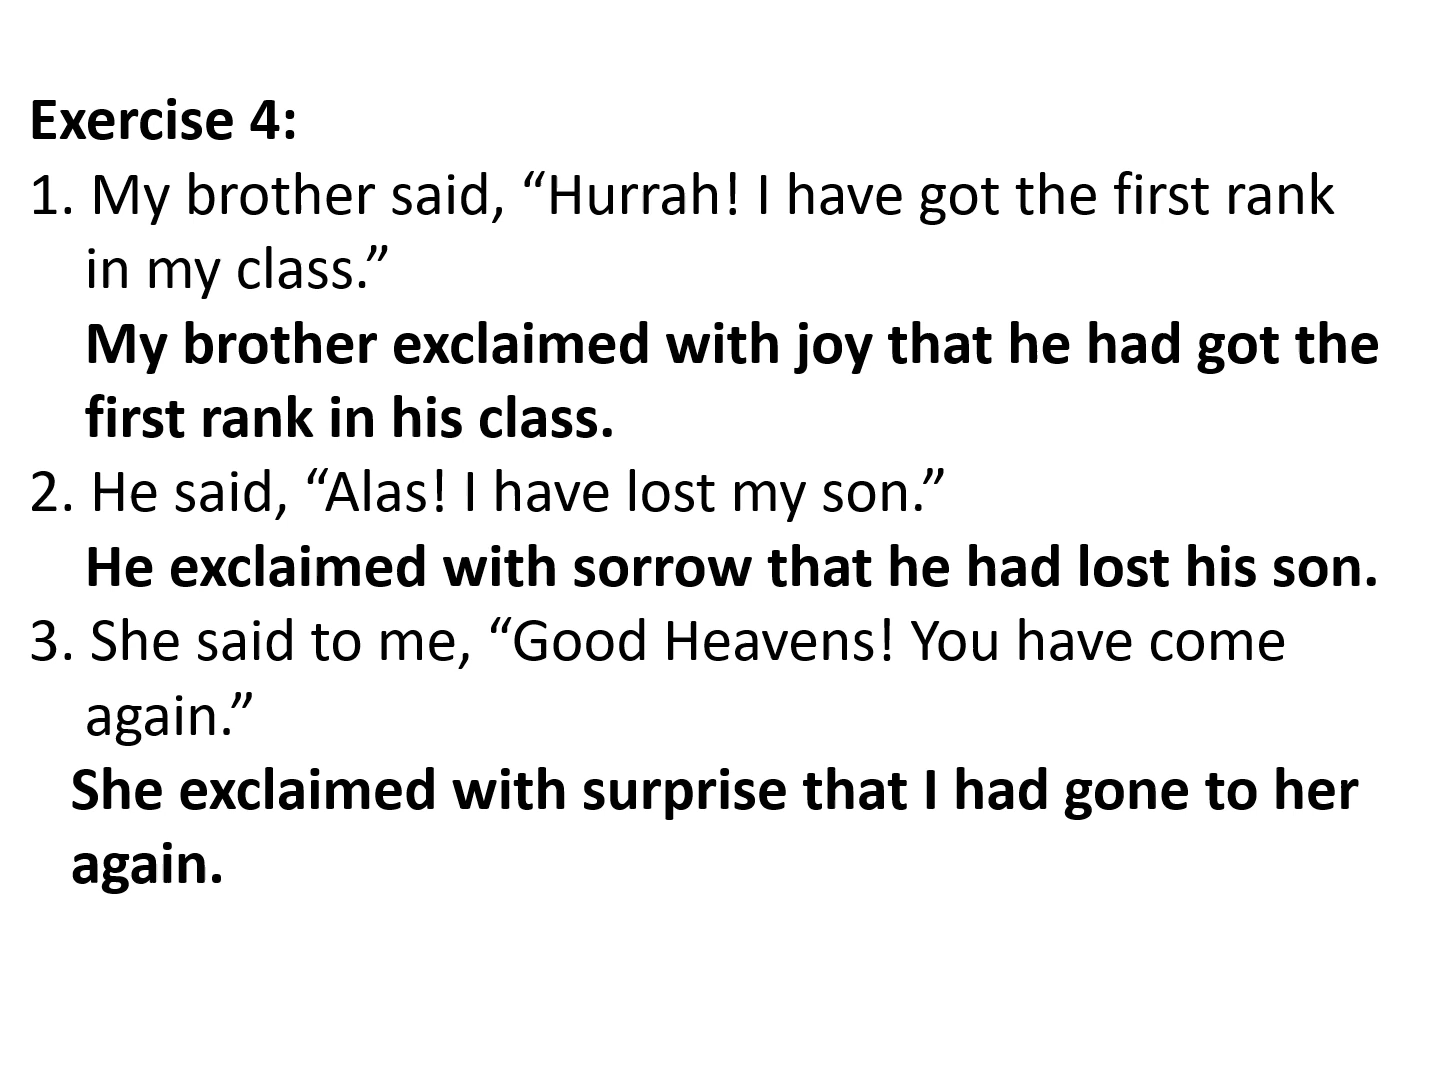 Exercise 4:
1. My brother said, “Hurrah! I have got the first rank
in my class.”
My brother exclaimed with joy that he had got the
first rank in his class.
2. He said, “Alas! I have lost my son.”
He exclaimed with sorrow that he had lost his son.
3. She said to me, “Good Heavens! You have come
again.”
She exclaimed with surprise that I had gone to her
again.